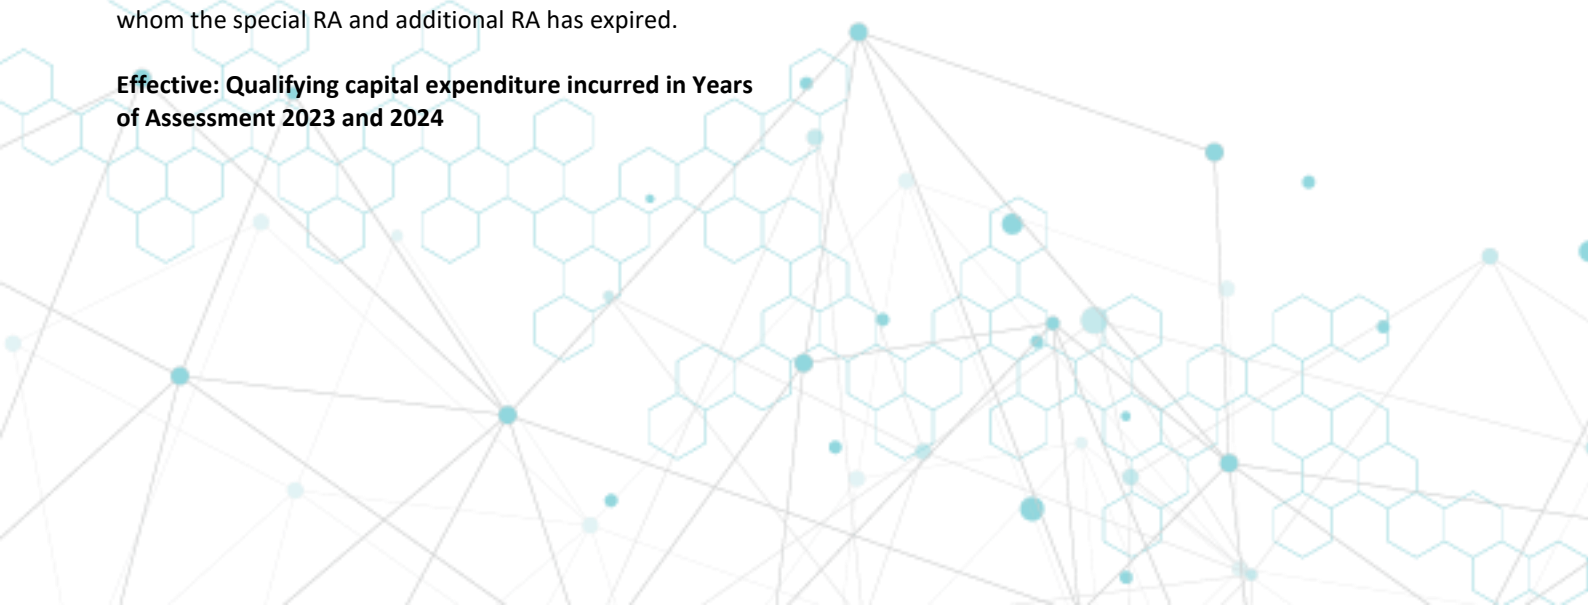 whom the special RA and additional RA has expired.
Effective: Qualifying capital expenditure incurred in Years
of Assessment 2023 and 2024